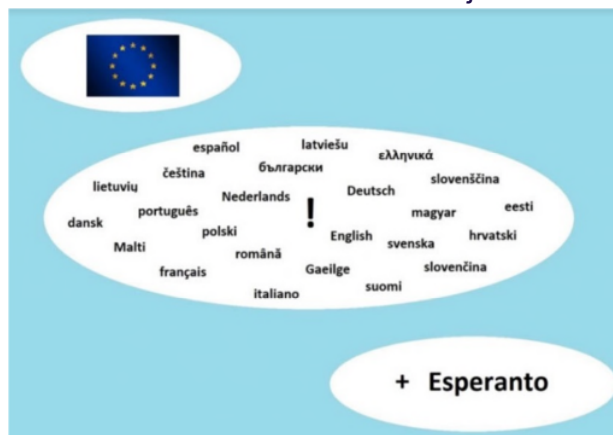 español latviešu ελληνικά
čeština български slovenščina
lietuvių Nederlands Deutsch
dansk português ! magyar eesti
polski English hrvatski
Malti română svenska
français Gaeilge slovenčina
italiano suomi
+ Esperanto